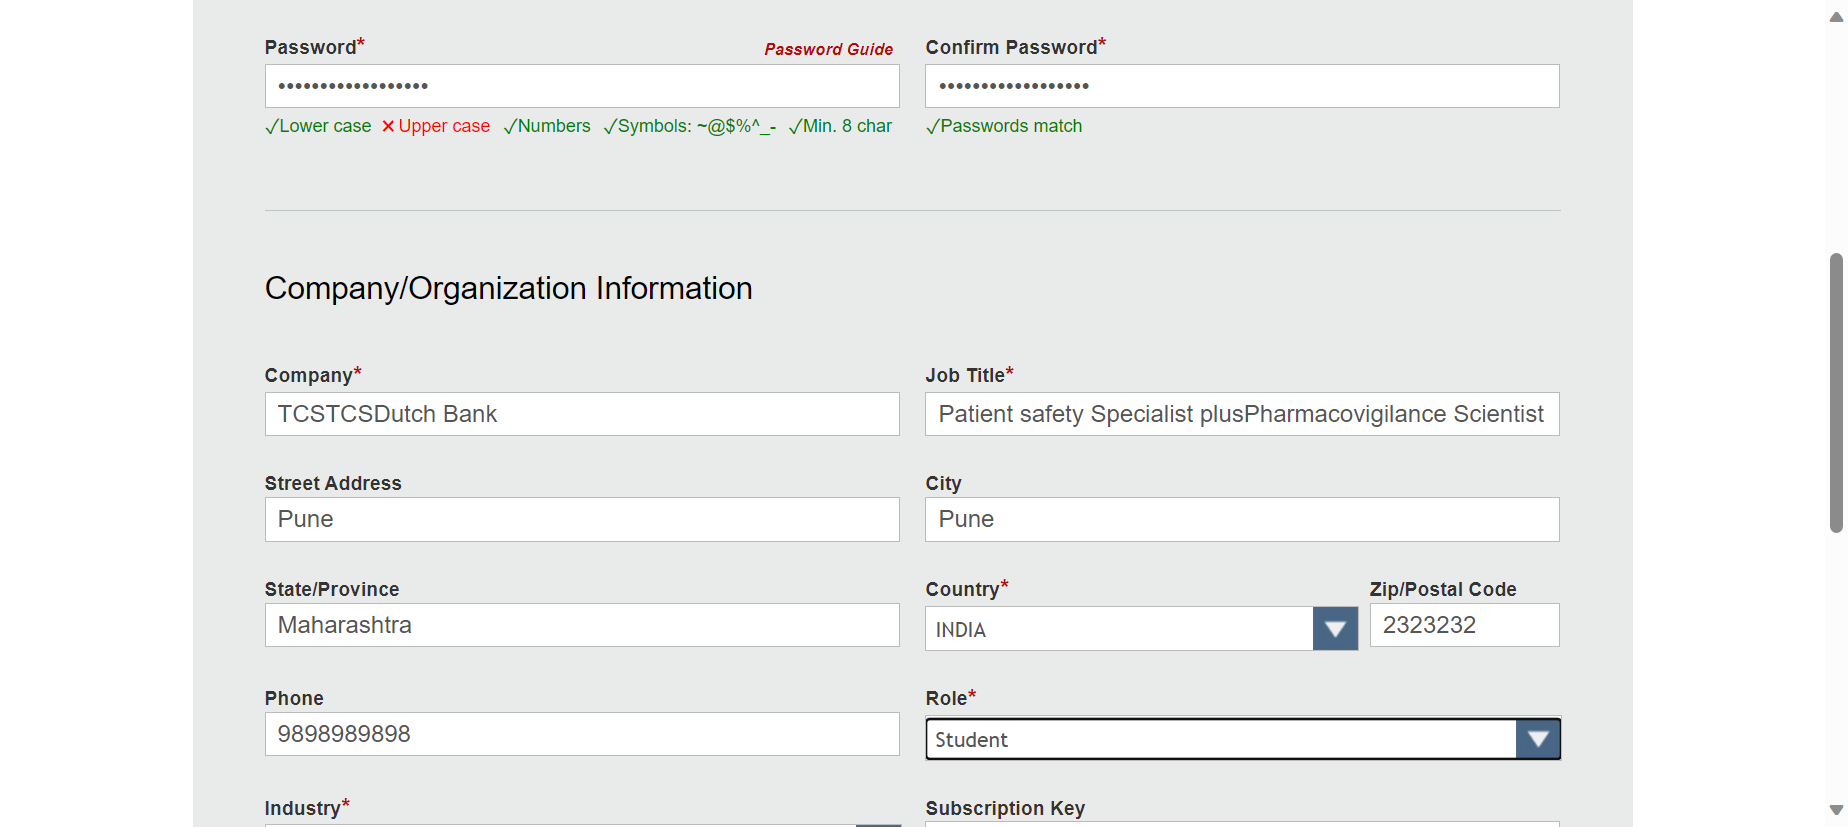 Password* Password Guide Confirm Password*
•••••••••••••••••• ••••••••••••••••••
✓Lower case ✕ Upper case ✓Numbers ✓Symbols: ~@$%^_- ✓Min. 8 char ✓Passwords match
Company/Organization Information
Company* Job Title*
TCSTCSDutch Bank Patient safety Specialist plusPharmacovigilance Scientist
Street Address City
Pune Pune
State/Province Country* Zip/Postal Code
Maharashtra INDIA 2323232
Phone Role*
9898989898 Student
Industry* Subscription Key